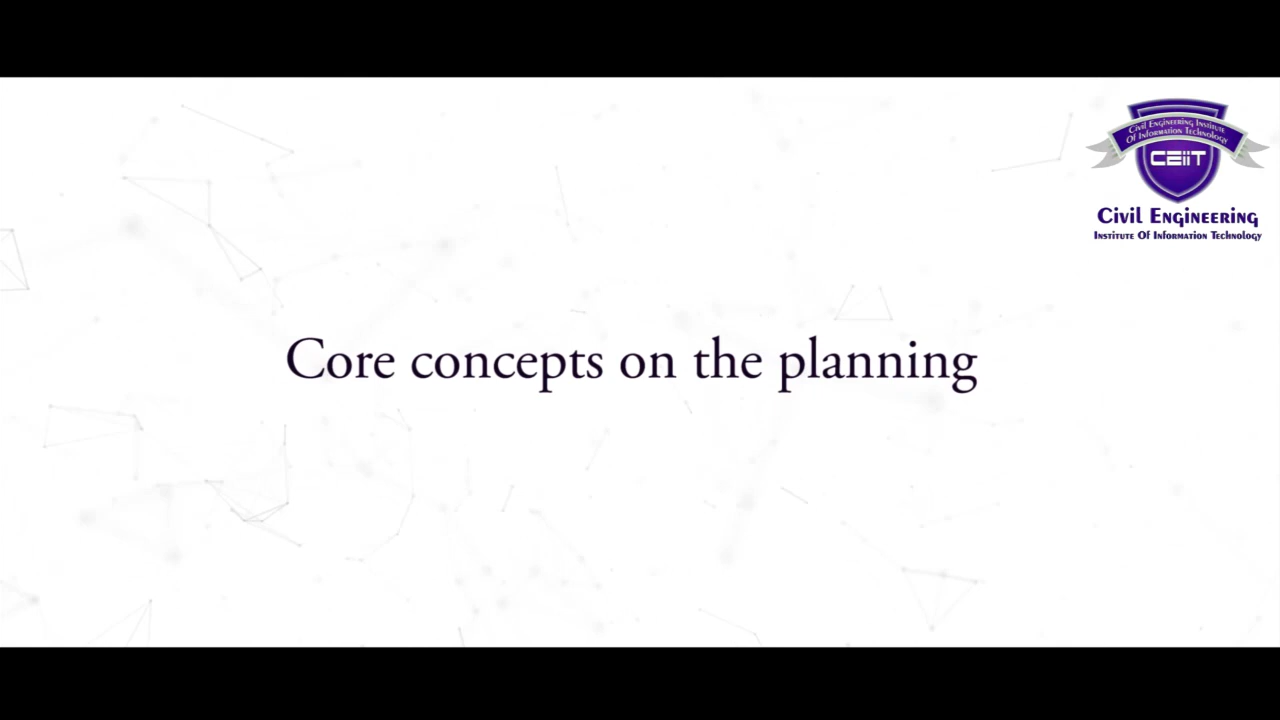 Civil Engineering Institute
Of Information Technology
CEiiT
Civil Engineering
Institute Of Information Technology
Core concepts on the planning